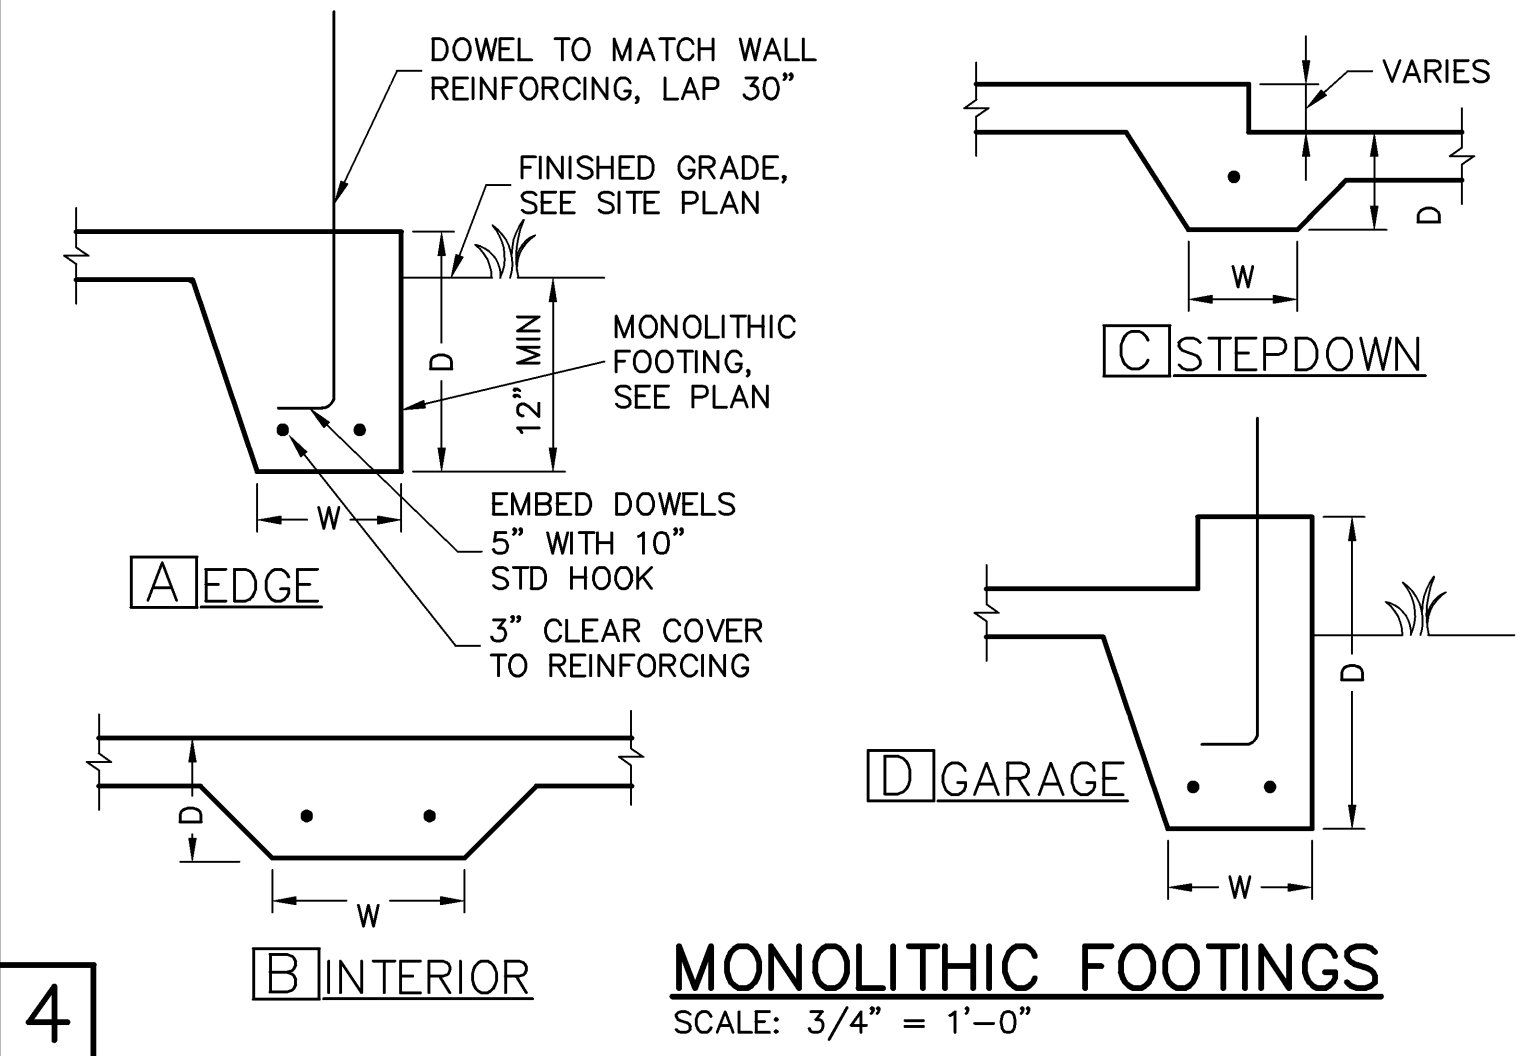 DOWEL TO MATCH WALL
REINFORCING, LAP 30”
FINISHED GRADE,
SEE SITE PLAN
D
12” MIN
MONOLITHIC
FOOTING,
SEE PLAN
W
EMBED DOWELS
5” WITH 10”
STD HOOK
3” CLEAR COVER
TO REINFORCING
A EDGE
VARIES
D
W
C STEPDOWN
D
W
B INTERIOR
D
W
D GARAGE
MONOLITHIC FOOTINGS
SCALE: 3/4” = 1’-0”
4